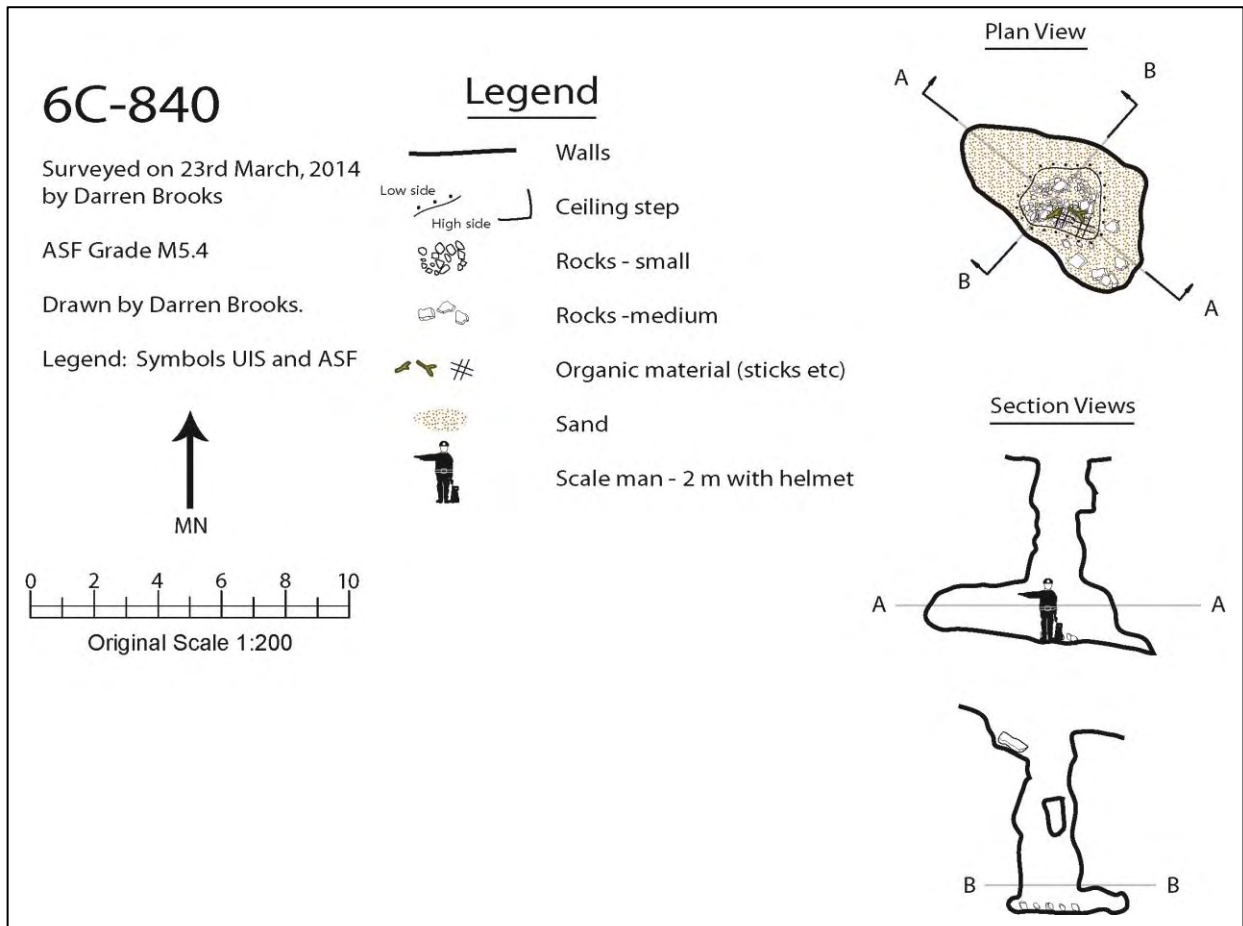 6C-840
Surveyed on 23rd March, 2014
by Darren Brooks
ASF Grade M5.4
Drawn by Darren Brooks.
Legend: Symbols UIS and ASF
MN
0 2 4 6 8 10
Original Scale 1:200
Legend
Walls
Low side
High side
Ceiling step
Rocks - small
Rocks -medium
Organic material (sticks etc)
Sand
Scale man - 2 m with helmet
Plan View
A
B
B
A
Section Views
A A
B B